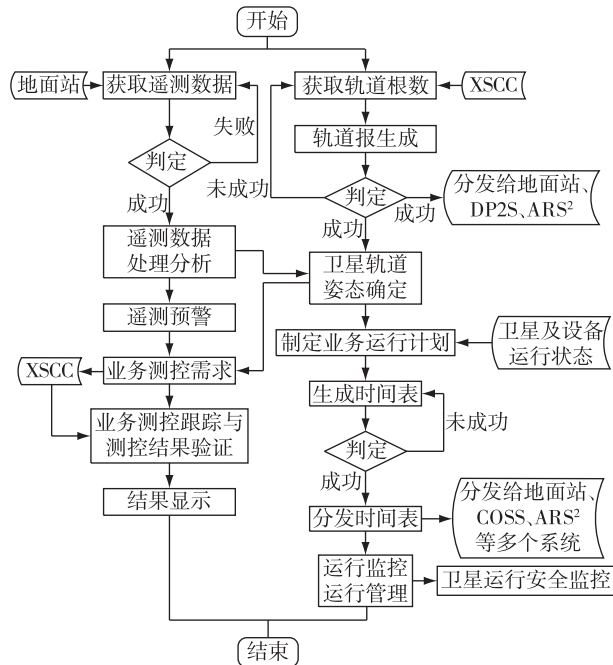 开始
地面站
获取遥测数据
获取轨道根数
XSCC
失败
轨道报生成
判定
未成功
判定
分发给地面站、
DP2S、ARS²
成功
成功
成功
遥测数据
处理分析
卫星轨道
姿态确定
遥测预警
制定业务运行计划
卫星及设备
运行状态
XSCC
业务测控需求
生成时间表
未成功
业务测控跟踪与
测控结果验证
判定
成功
结果显示
分发时间表
分发给地面站、
COSS、ARS²
等多个系统
运行监控
运行管理
卫星运行安全监控
结束